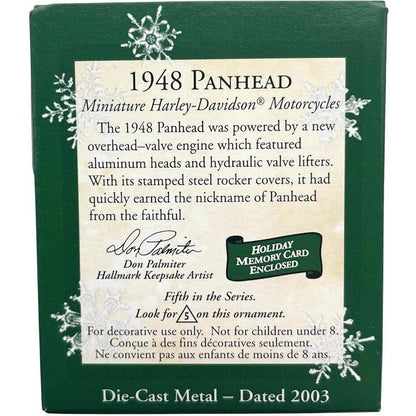 1948 PANHEAD
Miniature Harley-Davidson® Motorcycles
The 1948 Panhead was powered by a new
overhead–valve engine which featured
aluminum heads and hydraulic valve lifters.
With its stamped steel rocker covers, it had
quickly earned the nickname of Panhead
from the faithful.
Don Palmiter
Don Palmiter
Hallmark Keepsake Artist
HOLIDAY
MEMORY CARD
ENCLOSED
Fifth in the Series.
Look for 5 on this ornament.
For decorative use only. Not for children under 8.
Conçue à des fins décoratives seulement.
Ne convient pas aux enfants de moins de 8 ans.
Die-Cast Metal – Dated 2003